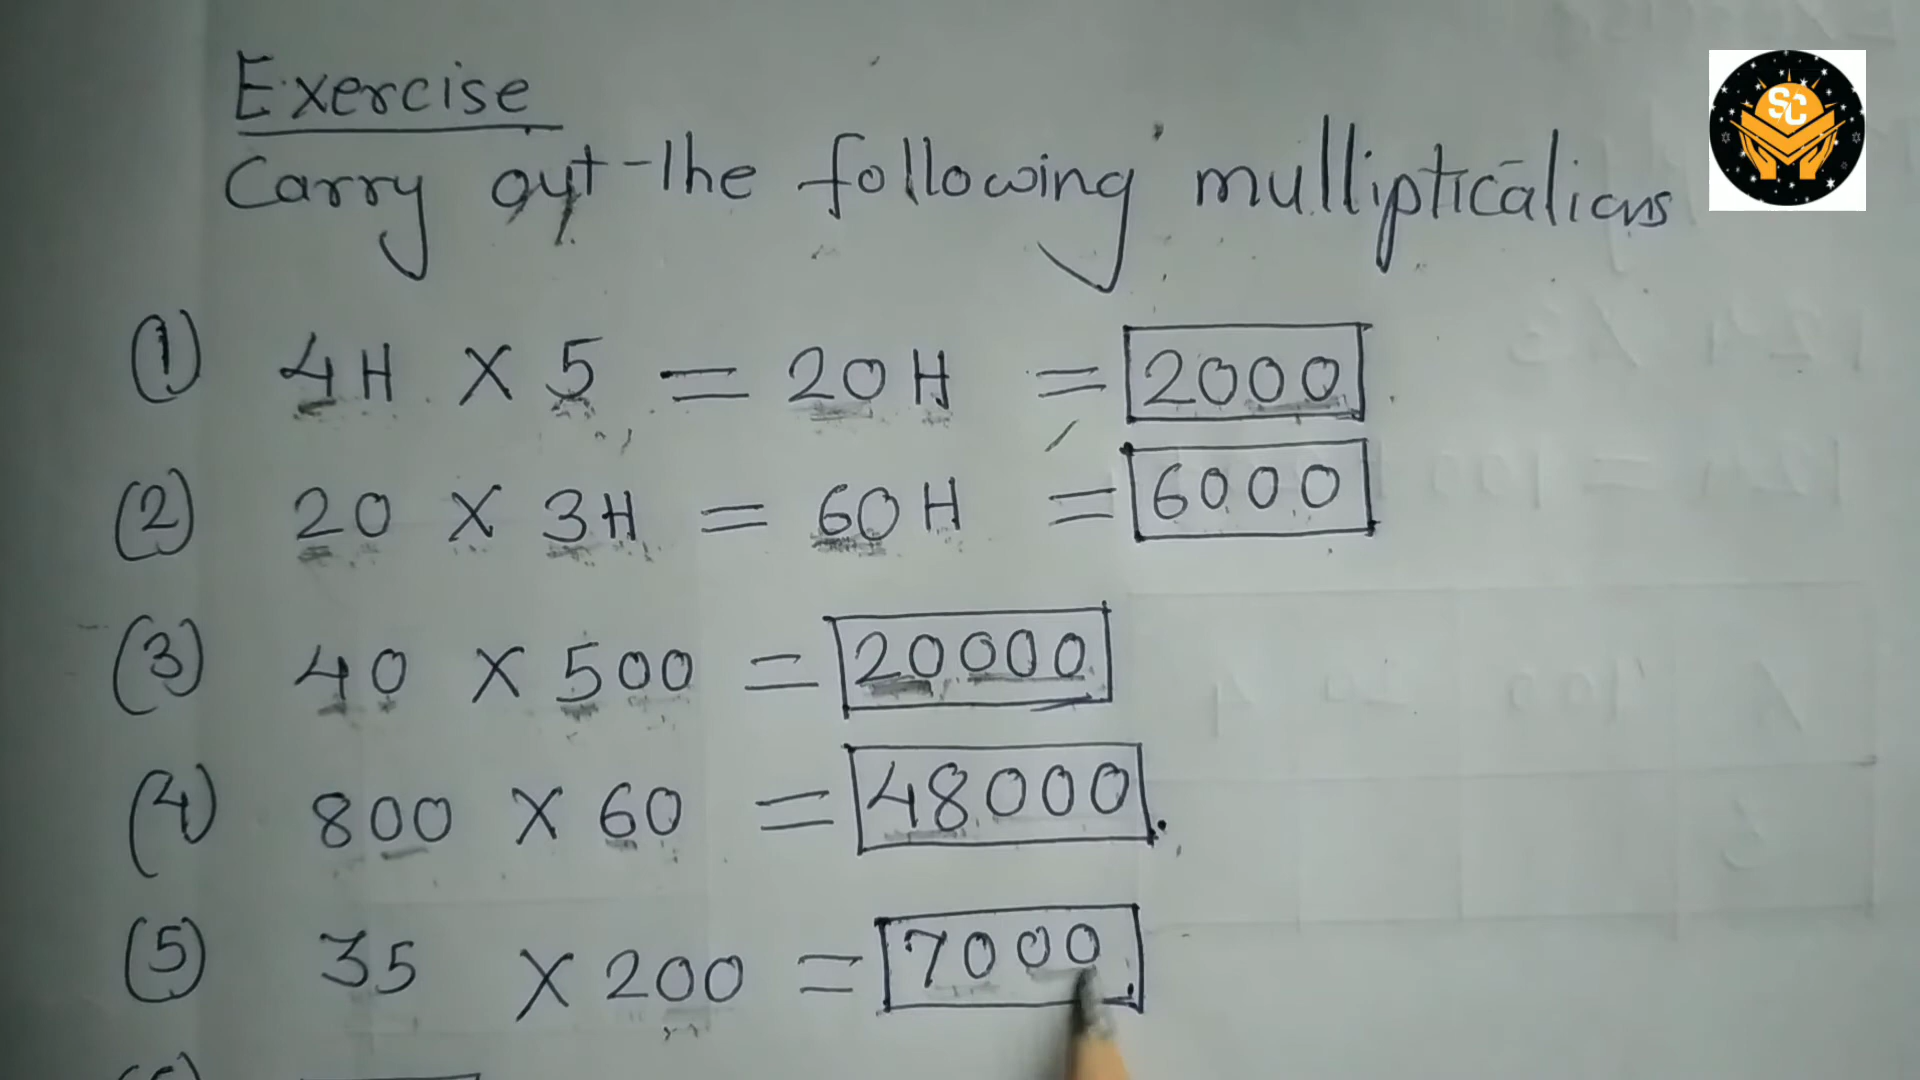 Exercise
Carry out the following mulliptications
(1) 4H X 5 = 20H = 2000
(2) 20 X 3H = 60H = 6000
(3) 40 X 500 = 20000
(4) 800 X 60 = 48000.
(5) 35 X 200 = 7000
SC